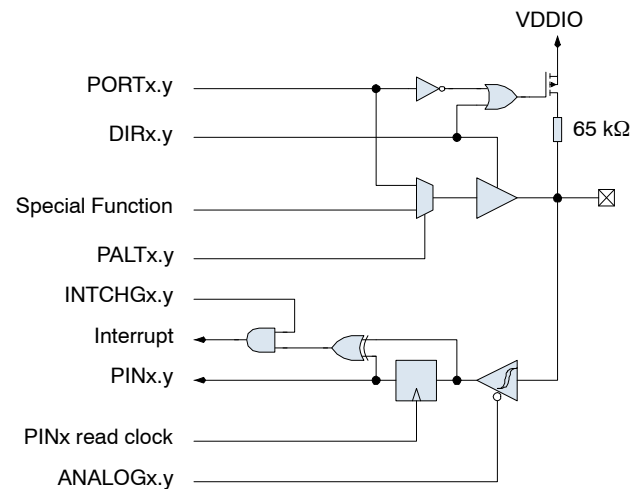 VDDIO
PORTx.y
65 kΩ
DIRx.y
Special Function
PALTx.y
INTCHGx.y
Interrupt
PINx.y
PINx read clock
ANALOGx.y